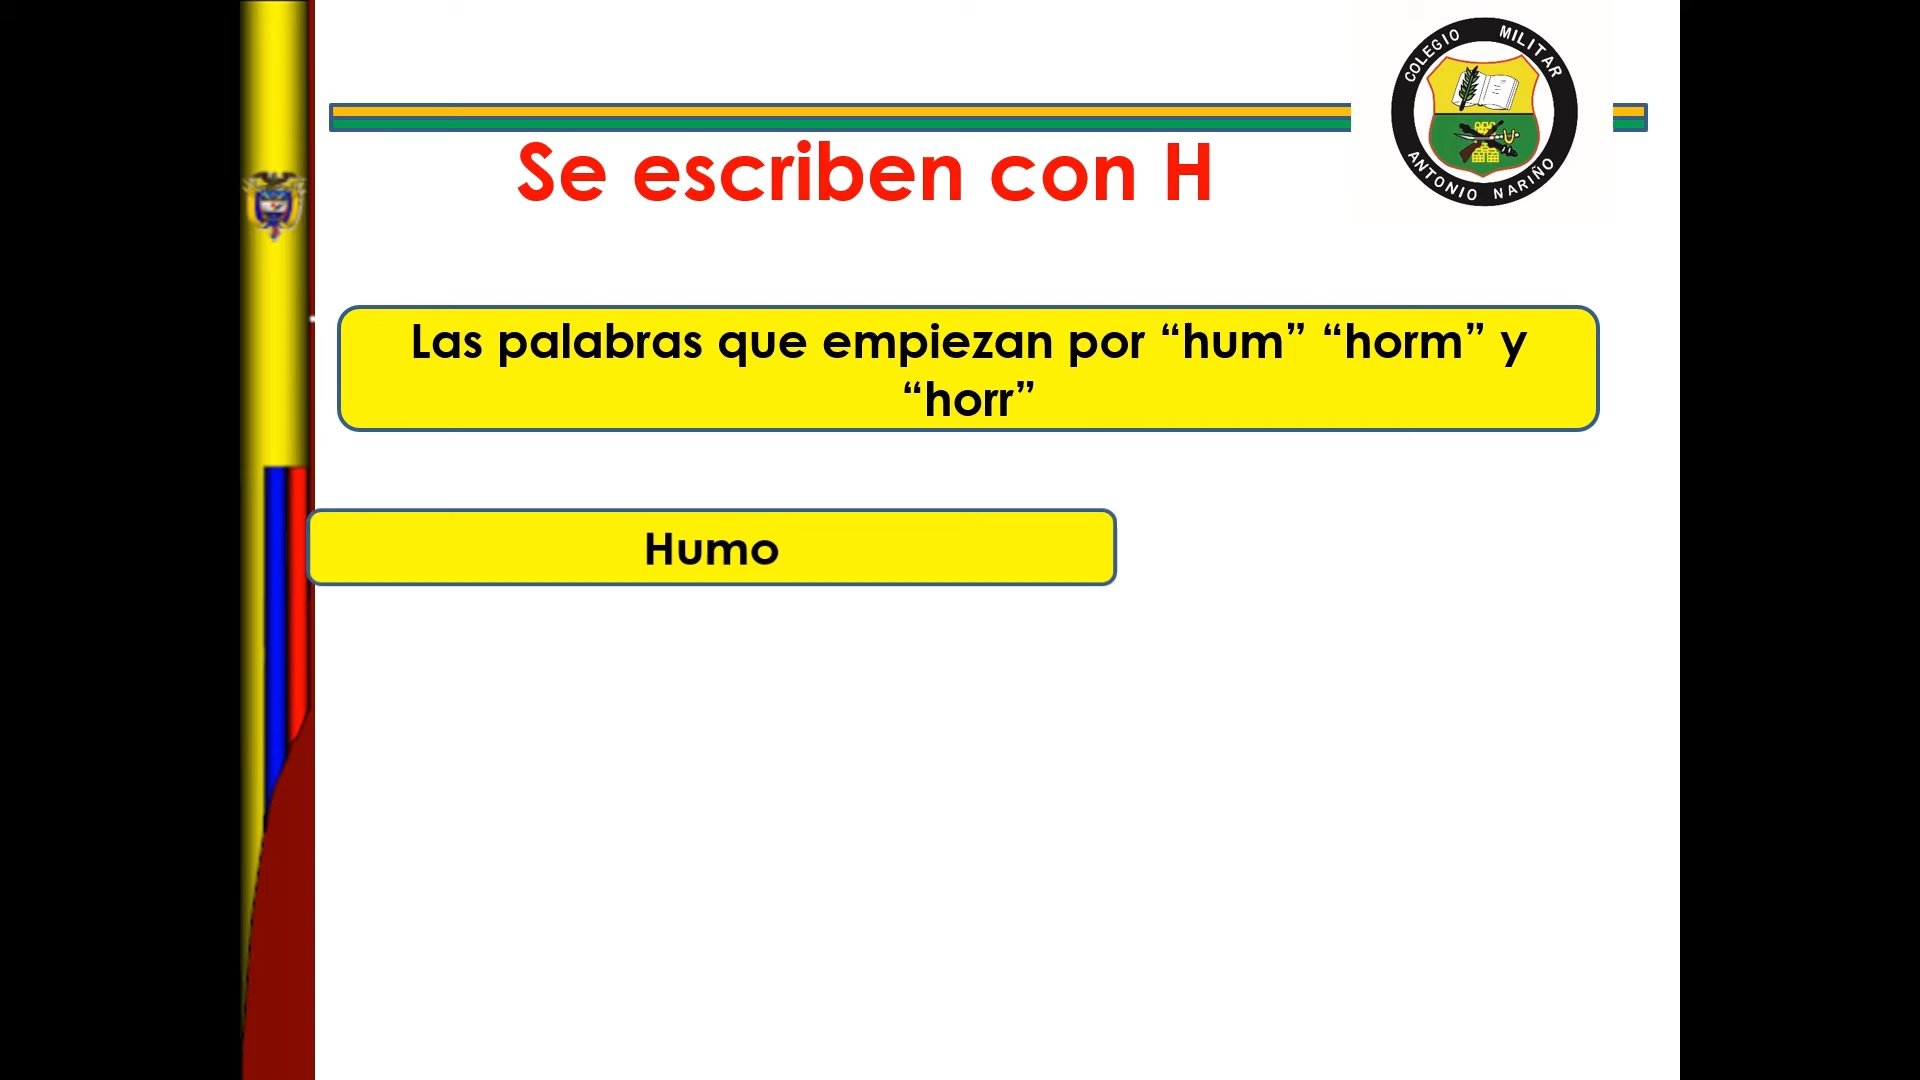 COLEGIO MILITAR
ANTONIO NARIÑO
Se escriben con H
Las palabras que empiezan por “hum” “horm” y
“horr”
Humo